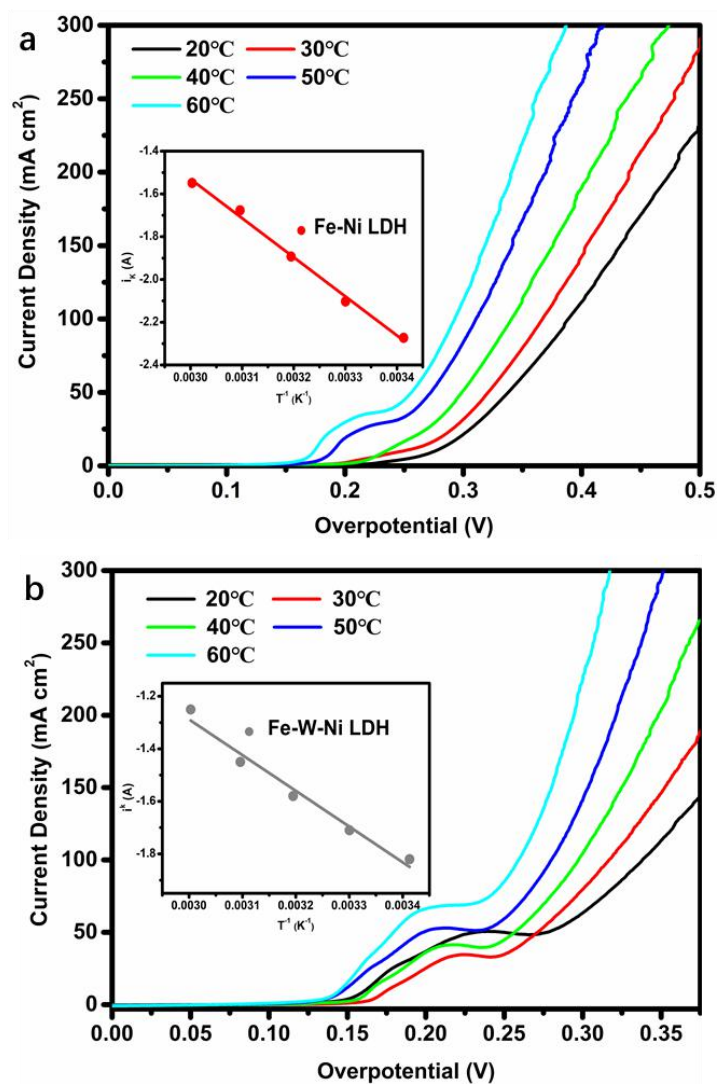 a
300
250
200
150
100
50
0
Current Density (mA cm²)
20℃ 30℃
40℃ 50℃
60℃
-1.4
-1.6
-1.8
-2.0
-2.2
-2.4
i_K (A)
Fe-Ni LDH
0.0030 0.0031 0.0032 0.0033 0.0034
T⁻¹ (K⁻¹)
0.0 0.1 0.2 0.3 0.4 0.5
Overpotential (V)
b
300
250
200
150
100
50
0
Current Density (mA cm²)
20℃ 30℃
40℃ 50℃
60℃
-1.2
-1.4
-1.6
-1.8
iᵏ (A)
Fe-W-Ni LDH
0.0030 0.0031 0.0032 0.0033 0.0034
T⁻¹ (K⁻¹)
0.00 0.05 0.10 0.15 0.20 0.25 0.30 0.35
Overpotential (V)